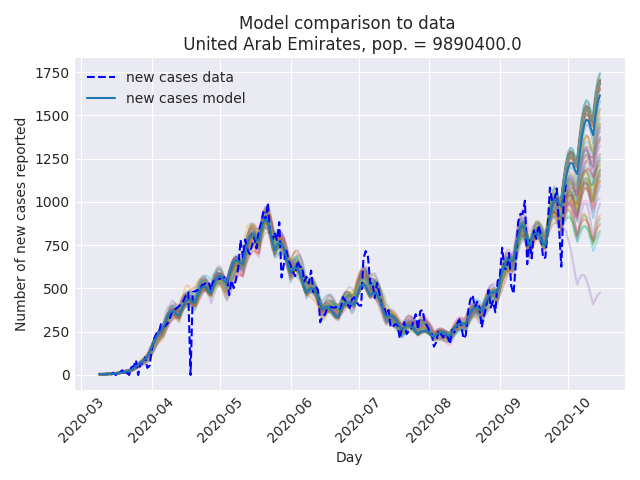 Model comparison to data
United Arab Emirates, pop. = 9890400.0
new cases data
new cases model
Number of new cases reported
1750
1500
1250
1000
750
500
250
0
2020-03
2020-04
2020-05
2020-06
2020-07
2020-08
2020-09
2020-10
Day